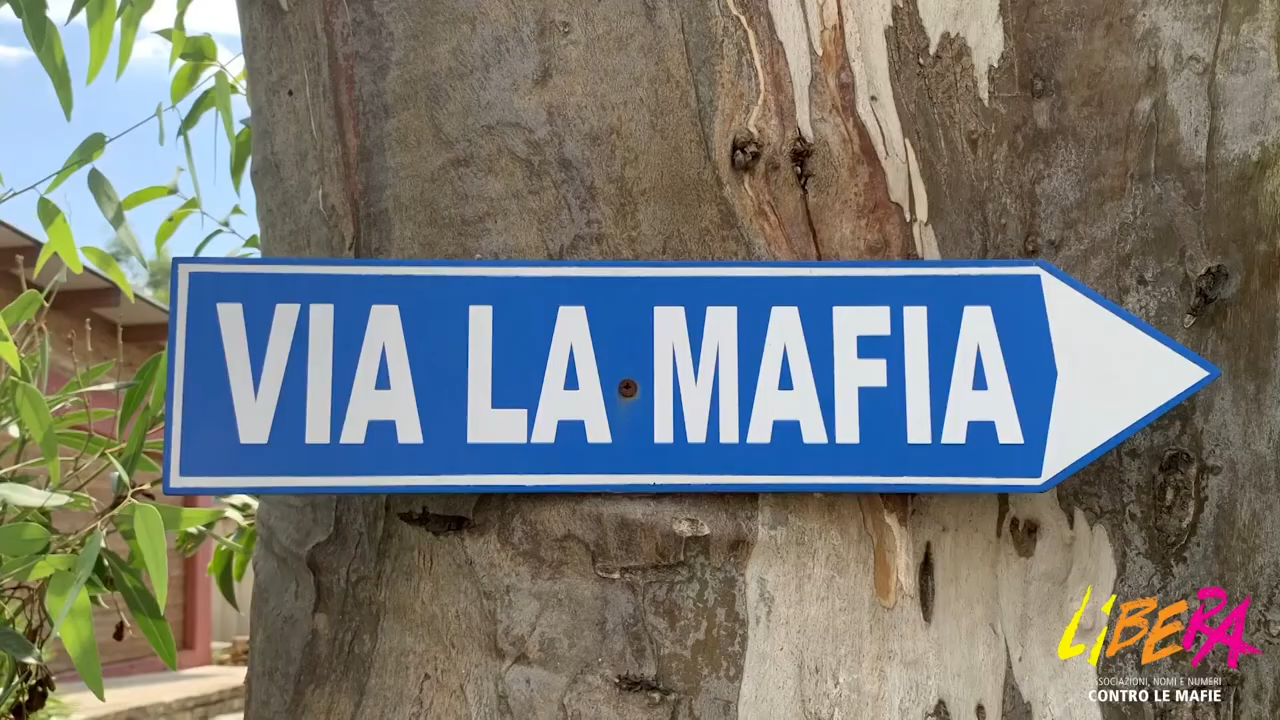 VIA LA MAFIA
LIBERA
ASSOCIAZIONI, NOMI E NUMERI
CONTRO LE MAFIE